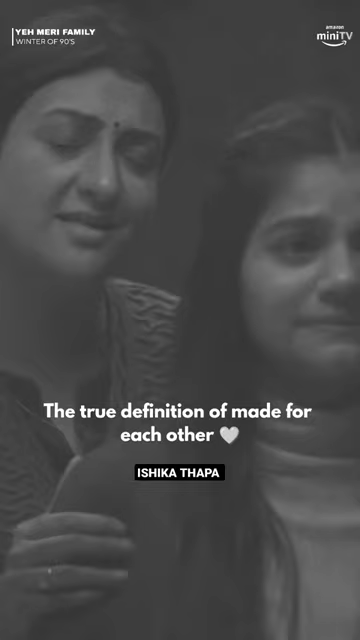 YEH MERI FAMILY
WINTER OF 90'S
amazon
miniTV
The true definition of made for
each other 🤍
ISHIKA THAPA